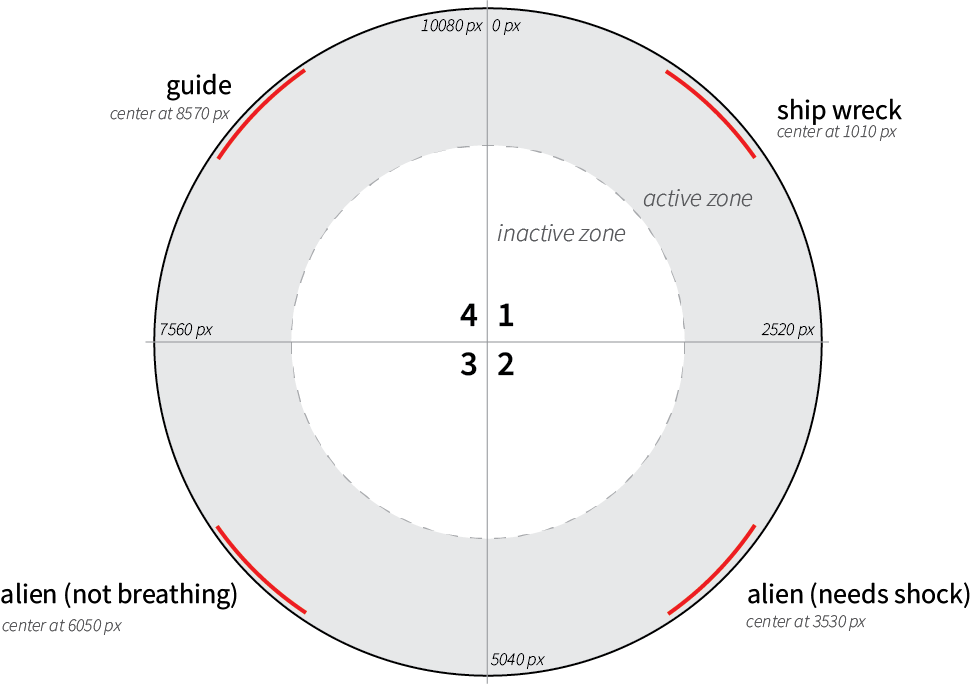 10080 px 0 px
guide
center at 8570 px
ship wreck
center at 1010 px
active zone
inactive zone
4 1
7560 px
2520 px
3 2
alien (not breathing)
center at 6050 px
alien (needs shock)
center at 3530 px
5040 px